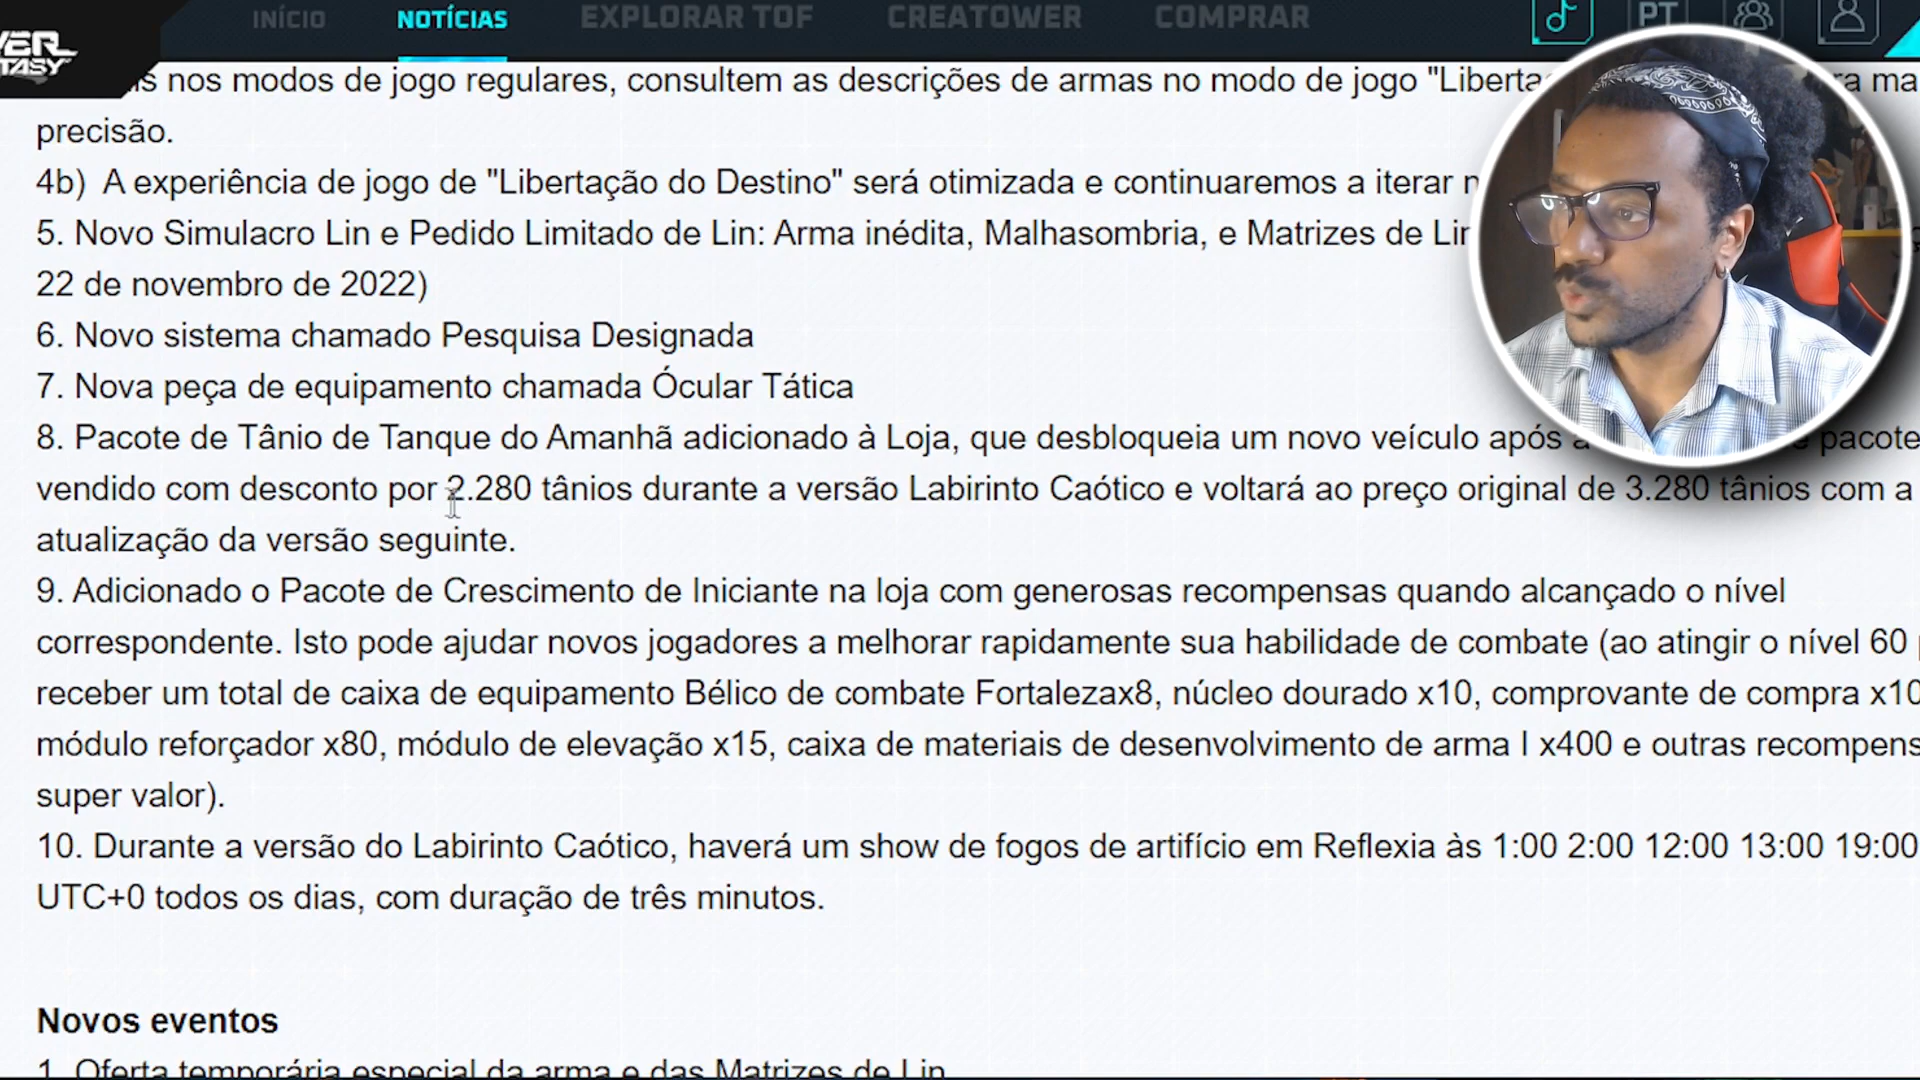 INÍCIO NOTÍCIAS EXPLORAR TOF CREATOWER COMPRAR PT
nos modos de jogo regulares, consultem as descrições de armas no modo de jogo
precisão.
4b) A experiência de jogo de "Libertação do Destino" será otimizada e continuaremos a iterar
5. Novo Simulacro Lin e Pedido Limitado de Lin: Arma inédita, Malhasombria, e Matrizes de
22 de novembro de 2022)
6. Novo sistema chamado Pesquisa Designada
7. Nova peça de equipamento chamada Ócular Tática
8. Pacote de Tânio de Tanque do Amanhã adicionado à Loja, que desbloqueia um novo veículo após pacote
vendido com desconto por 2.280 tânios durante a versão Labirinto Caótico e voltará ao preço original de 3.280 tânios com a
atualização da versão seguinte.
9. Adicionado o Pacote de Crescimento de Iniciante na loja com generosas recompensas quando alcançado o nível
correspondente. Isto pode ajudar novos jogadores a melhorar rapidamente sua habilidade de combate (ao atingir o nível 60
receber um total de caixa de equipamento Bélico de combate Fortalezax8, núcleo dourado x10, comprovante de compra x10
módulo reforçador x80, módulo de elevação x15, caixa de materiais de desenvolvimento de arma I x400 e outras
super valor).
10. Durante a versão do Labirinto Caótico, haverá um show de fogos de artifício em Reflexia às 1:00 2:00 12:00 13:00 19:00
UTC+0 todos os dias, com duração de três minutos.
Novos eventos
1. Oferta temporária especial da arma e das Matrizes de Lin